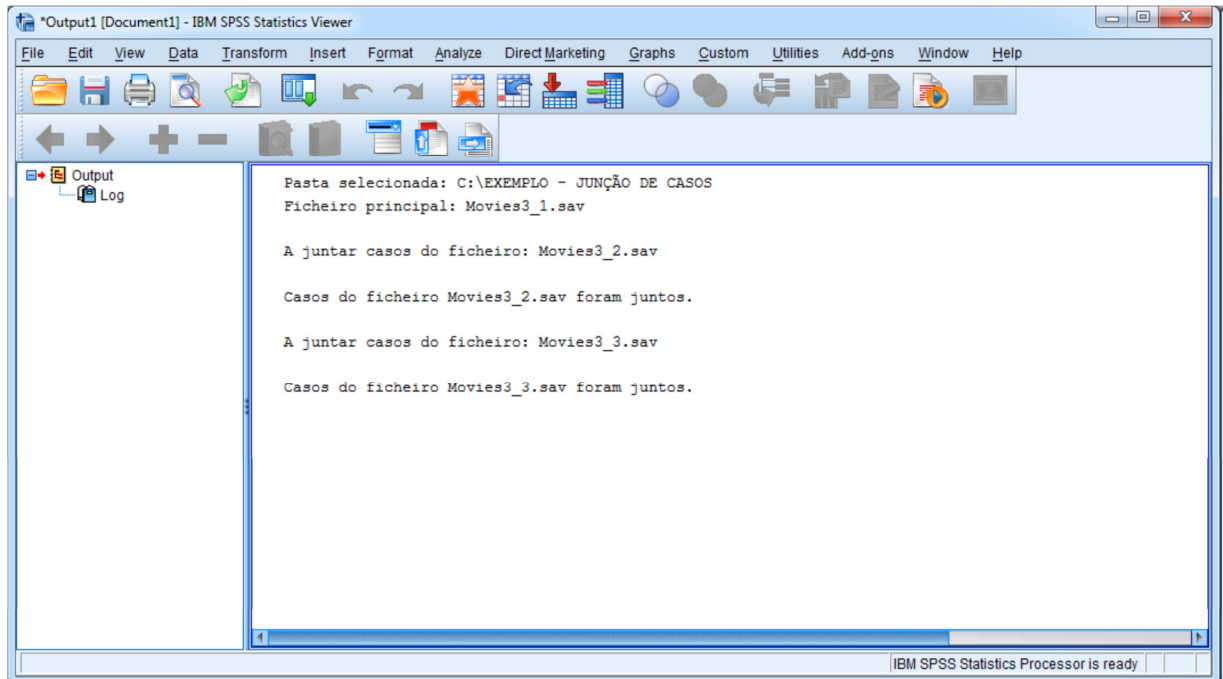 *Output1 [Document1] - IBM SPSS Statistics Viewer
File Edit View Data Transform Insert Format Analyze Direct Marketing Graphs Custom Utilities Add-ons Window Help
Output
Log
Pasta selecionada: C:\EXEMPLO - JUNÇÃO DE CASOS
Ficheiro principal: Movies3_1.sav
A juntar casos do ficheiro: Movies3_2.sav
Casos do ficheiro Movies3_2.sav foram juntos.
A juntar casos do ficheiro: Movies3_3.sav
Casos do ficheiro Movies3_3.sav foram juntos.
IBM SPSS Statistics Processor is ready